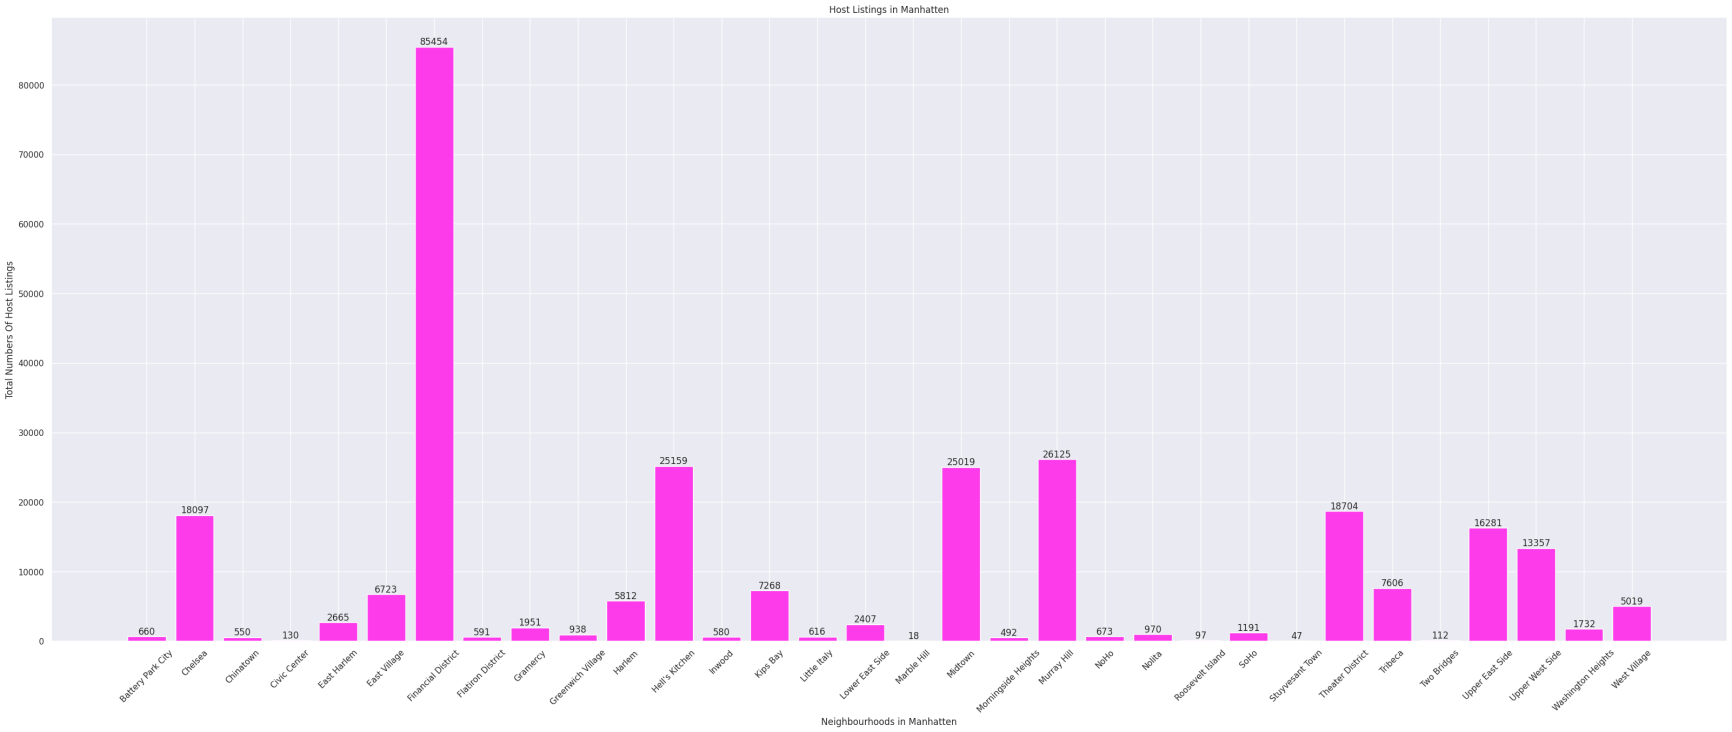 Host Listings in Manhatten
Total Numbers Of Host Listings
80000
70000
60000
50000
40000
30000
20000
10000
0
660
18097
550
130
2665
6723
85454
591
1951
938
5812
25159
580
7268
616
2407
18
25019
492
26125
673
970
97
1191
47
18704
7606
112
16281
13357
1732
5019
Battery Park City
Chelsea
Chinatown
Civic Center
East Harlem
East Village
Financial District
Flatiron District
Gramercy
Greenwich Village
Harlem
Hell's Kitchen
Inwood
Kips Bay
Little Italy
Lower East Side
Marble Hill
Midtown
Morningside Heights
Murray Hill
NoHo
Nolita
Roosevelt Island
SoHo
Stuyvesant Town
Theater District
Tribeca
Two Bridges
Upper East Side
Upper West Side
Washington Heights
West Village
Neighbourhoods in Manhatten